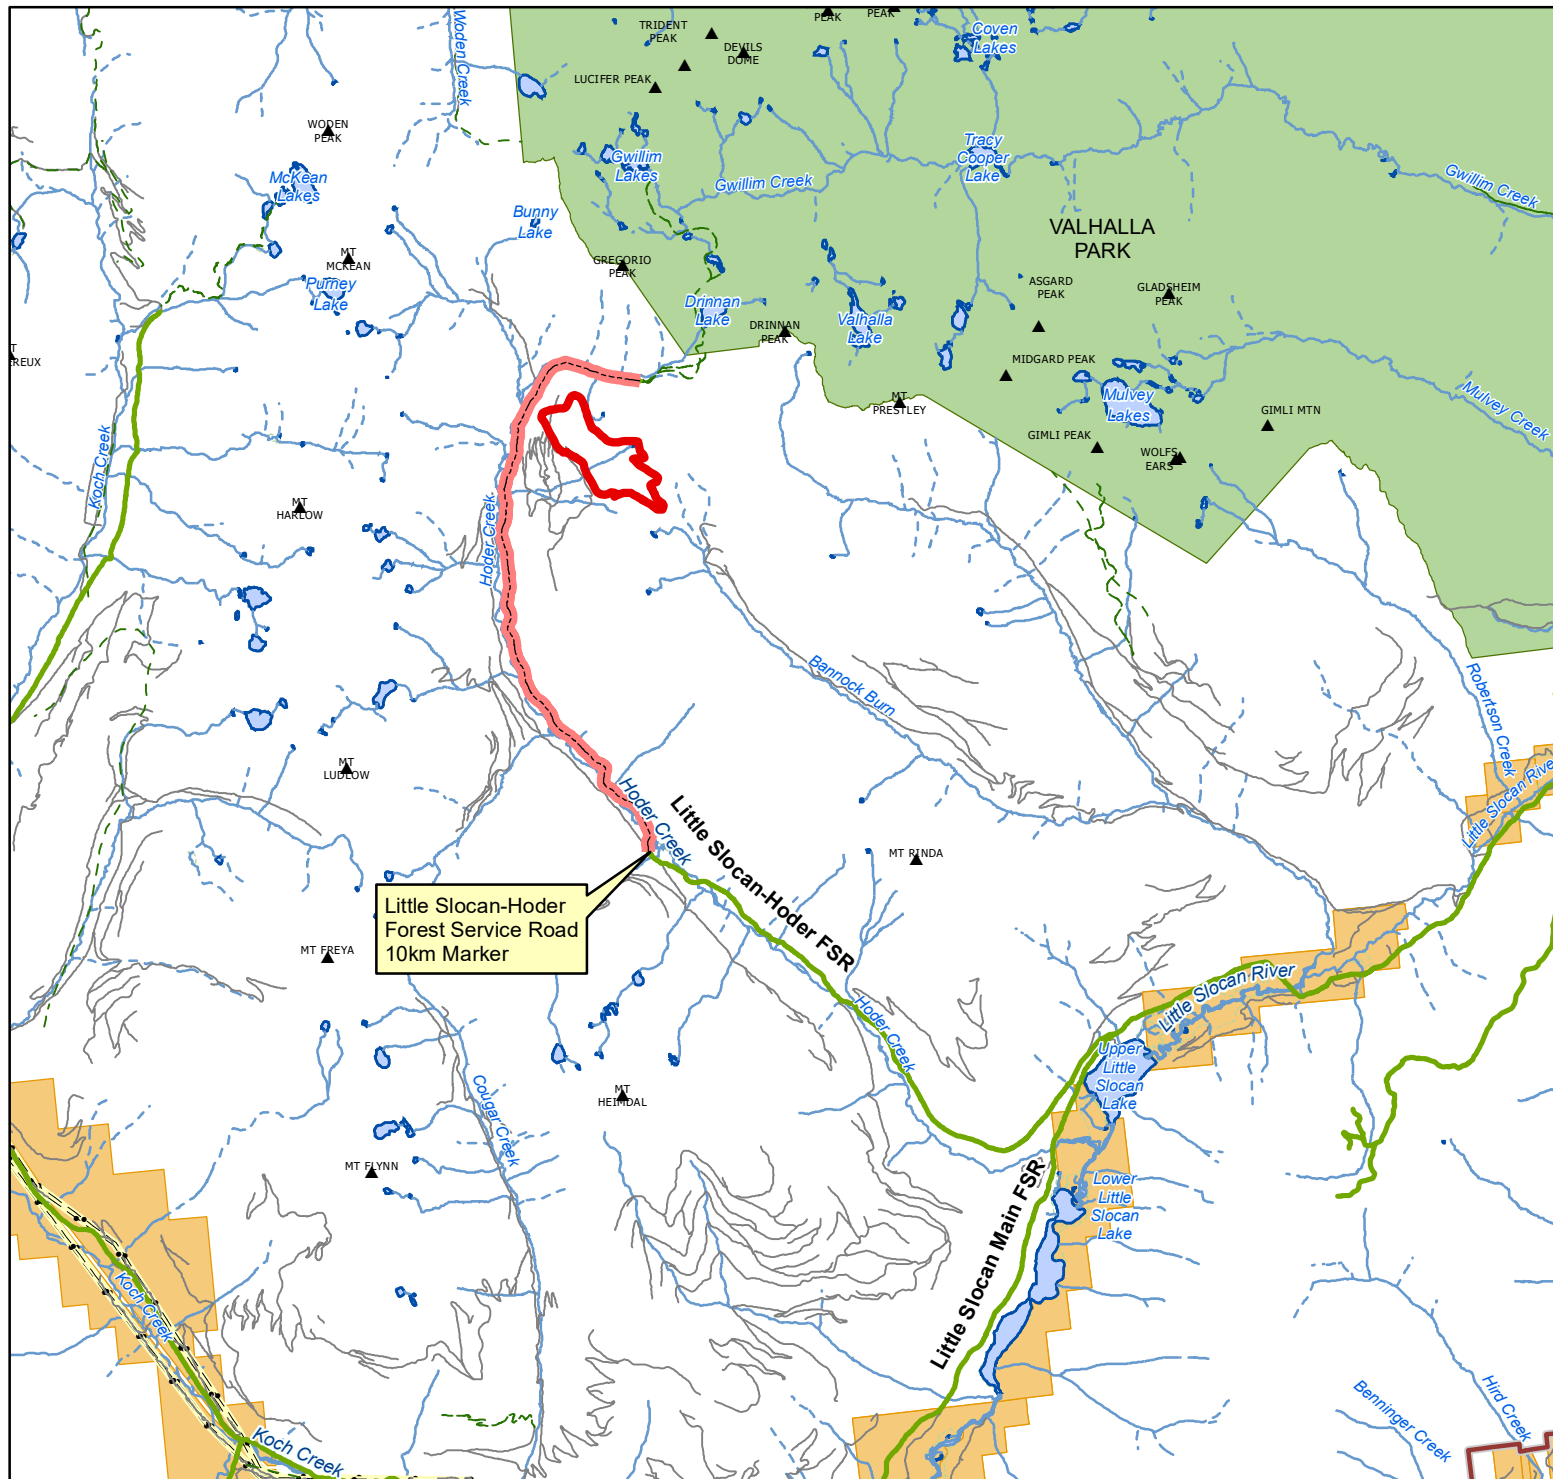 PEAK
PEAK
TRIDENT
PEAK
DEVILS
DOME
LUCIFER PEAK
Coven
Lakes
Woden Creek
WODEN
PEAK
McKean
Lakes
Gwillim
Lakes
Gwillim Creek
Tracy
Cooper
Lake
Gwillim Creek
Bunny
Lake
VALHALLA
PARK
MT
MCKEAN
Purney
Lake
GREGORIO
PEAK
Drinnan
Lake
DRINNAN
PEAK
Valhalla
Lake
ASGARD
PEAK
GLADSHEIM
PEAK
MIDGARD PEAK
MT
PRESTLEY
Mulvey
Lakes
Mulvey Creek
GIMLI MTN
GIMLI PEAK
WOLFS
EARS
T
REUX
Koch Creek
MT
HARLOW
Hoder Creek
Bannock Burn
Robertson Creek
Little Slocan River
MT
LUDLOW
Hoder Creek
Little Slocan-Hoder FSR
MT RINDA
Little Slocan-Hoder
Forest Service Road
10km Marker
MT FREYA
Hoder Creek
Little Slocan River
Upper
Little
Slocan
Lake
Cougar Creek
MT
HEIMDAL
MT FLYNN
Little Slocan Main FSR
Lower
Little
Slocan
Lake
Koch Creek
Koch Creek
Benninger Creek
Hird Creek